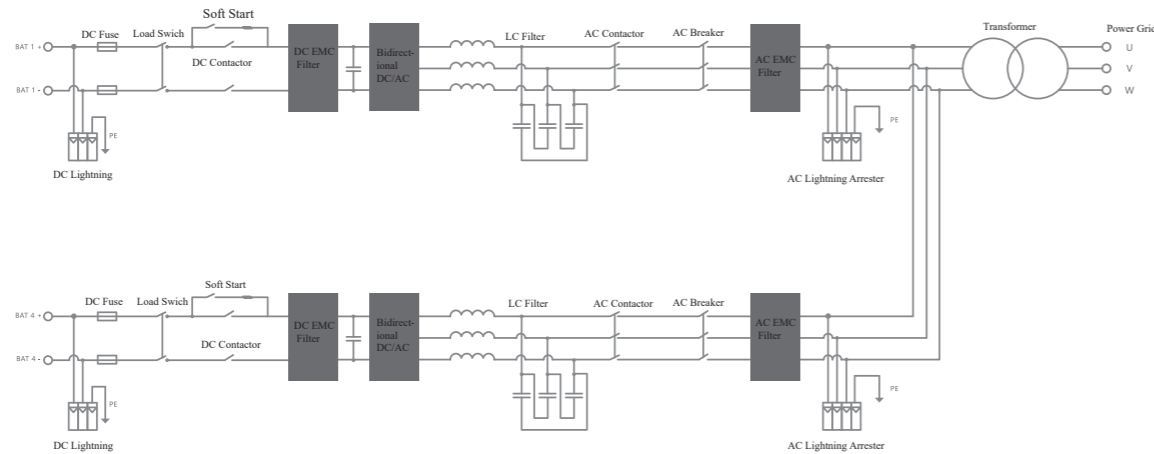 Soft Start
DC Fuse
Load Swich
LC Filter
AC Contactor
AC Breaker
Transformer
Power Grid
BAT 1 +
DC EMC
Filter
Bidirect-
ional
DC/AC
AC EMC
Filter
U
DC Contactor
V
BAT 1 -
W
PE
PE
DC Lightning
AC Lightning Arrester
Soft Start
DC Fuse
Load Swich
LC Filter
AC Contactor
AC Breaker
BAT 4 +
DC EMC
Filter
Bidirect-
ional
DC/AC
AC EMC
Filter
DC Contactor
BAT 4 -
PE
PE
DC Lightning
AC Lightning Arrester